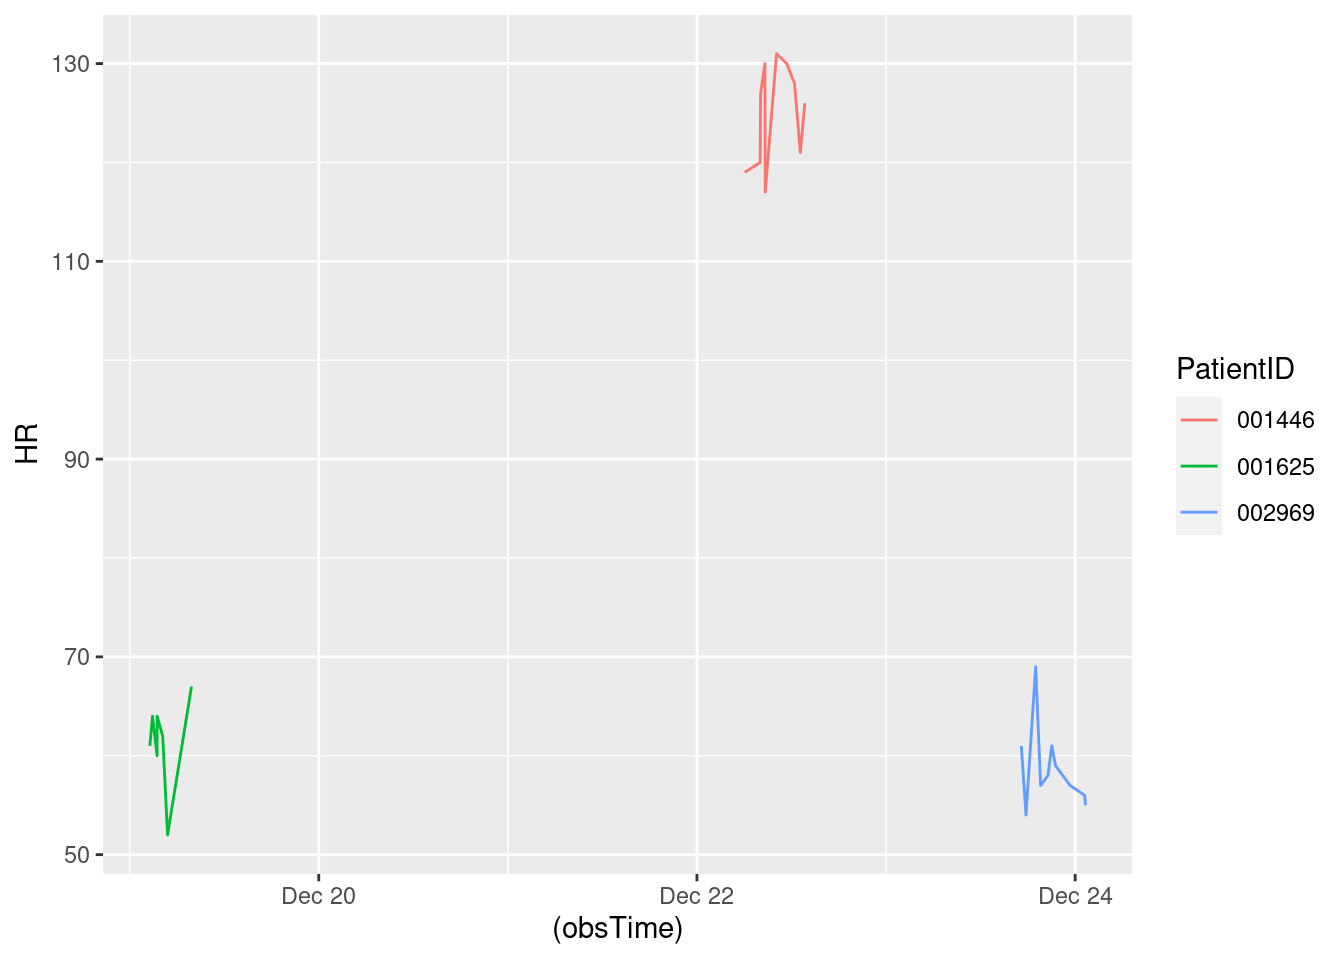 130
110
90
70
50
HR
Dec 20
Dec 22
Dec 24
(obsTime)
PatientID
001446
001625
002969